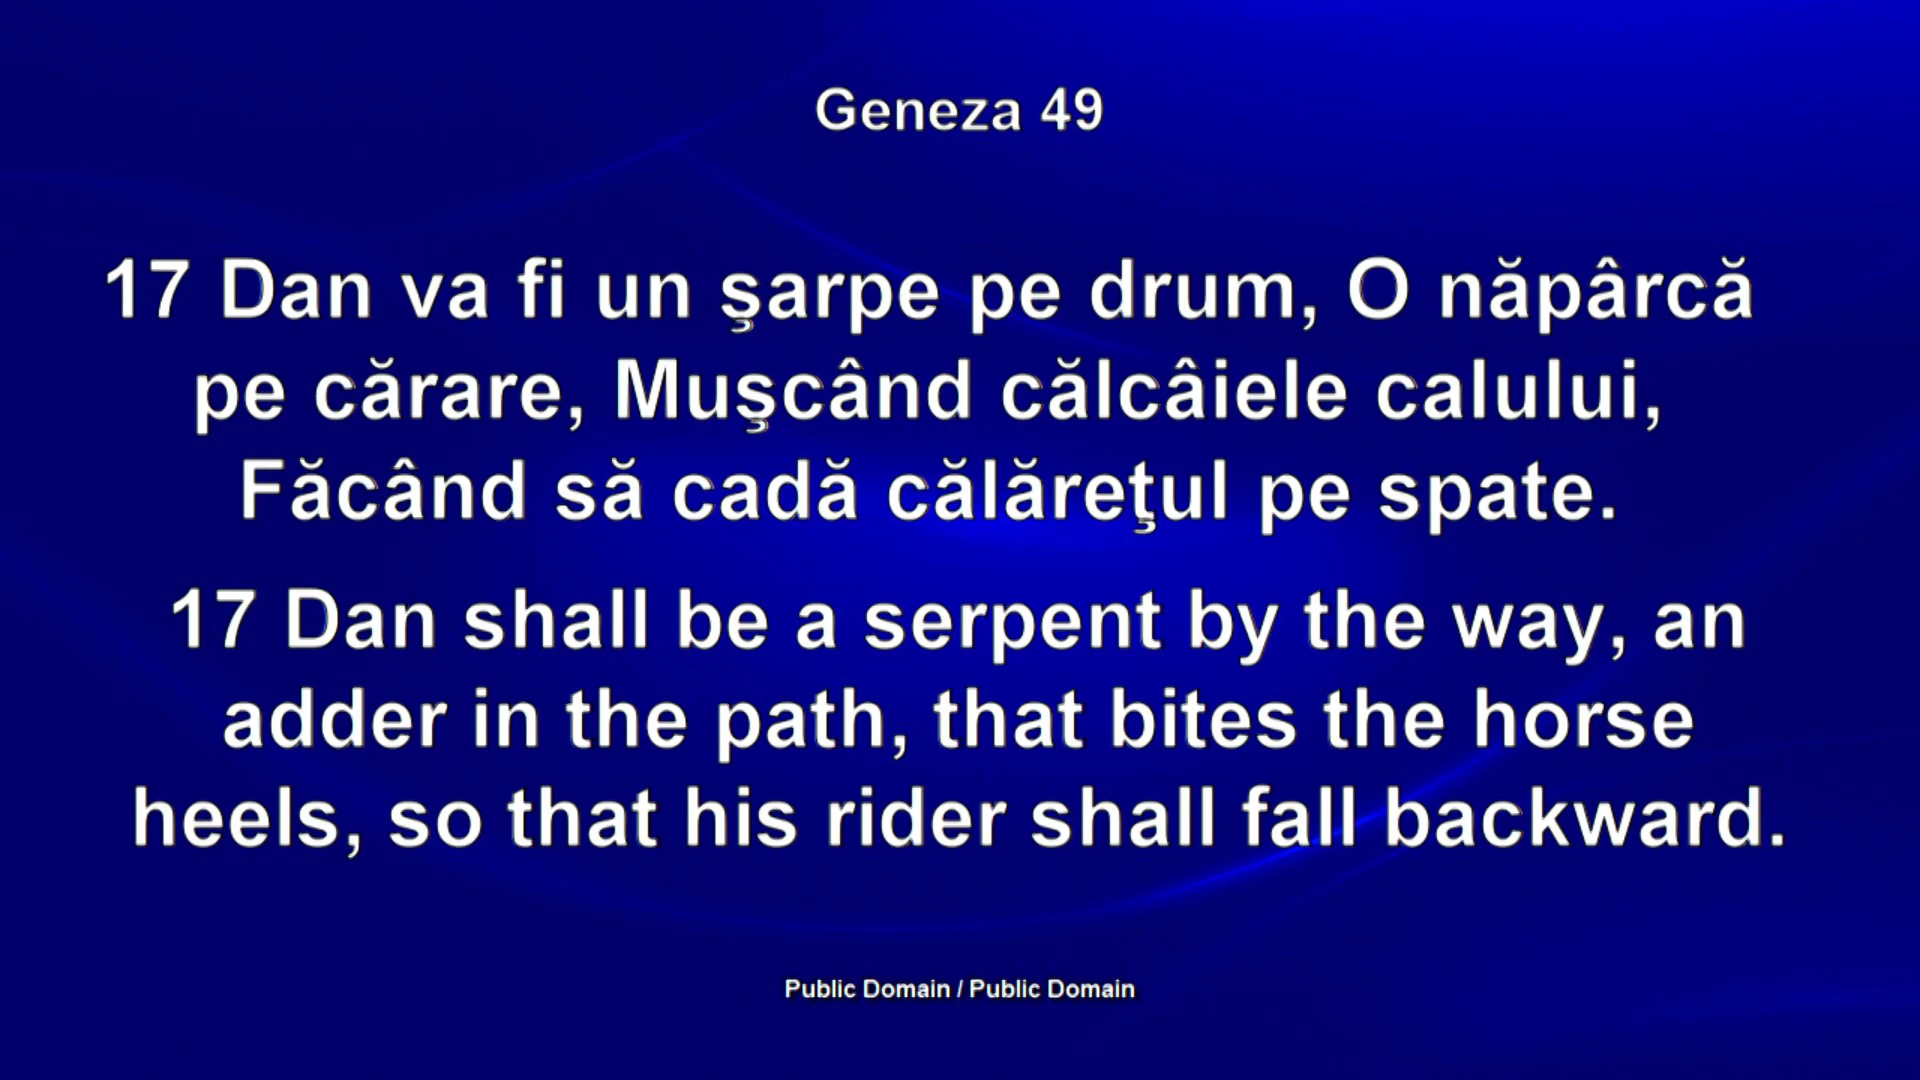 Geneza 49
17 Dan va fi un şarpe pe drum, O năpârcă
pe cărare, Muşcând călcâiele calului,
Făcând să cadă călăreţul pe spate.
17 Dan shall be a serpent by the way, an
adder in the path, that bites the horse
heels, so that his rider shall fall backward.
Public Domain / Public Domain